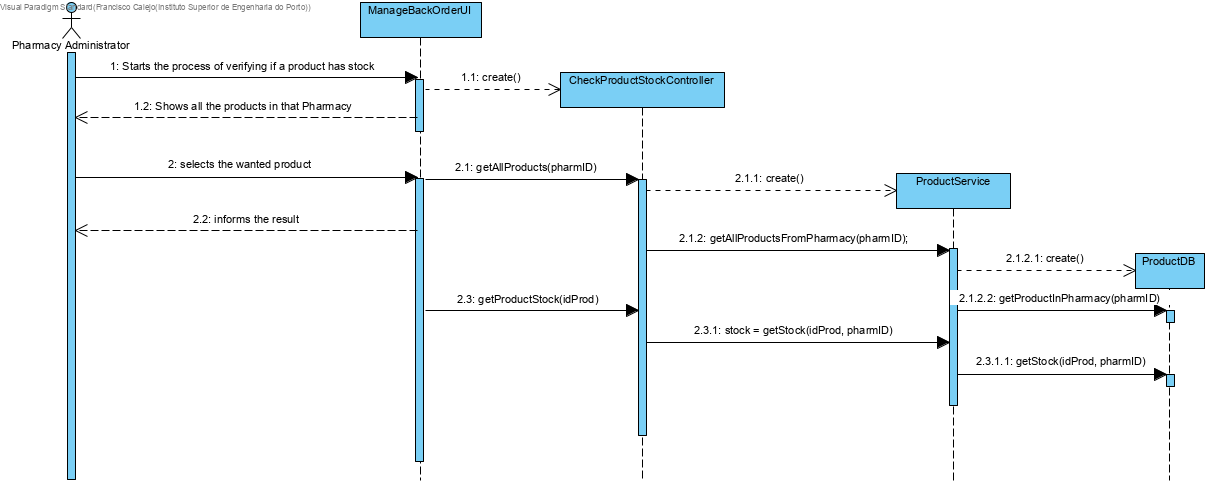 Visual Paradigm Standard(Francisco Calejo(Instituto Superior de Engenharia do Porto))
ManageBackOrderUI
Pharmacy Administrator
1: Starts the process of verifying if a product has stock
1.1: create()
CheckProductStockController
1.2: Shows all the products in that Pharmacy
2: selects the wanted product
2.1: getAllProducts(pharmID)
2.1.1: create()
ProductService
2.2: informs the result
2.1.2: getAllProductsFromPharmacy(pharmID);
2.1.2.1: create()
ProductDB
2.3: getProductStock(idProd)
2.1.2.2: getProductInPharmacy(pharmID)
2.3.1: stock = getStock(idProd, pharmID)
2.3.1.1: getStock(idProd, pharmID)